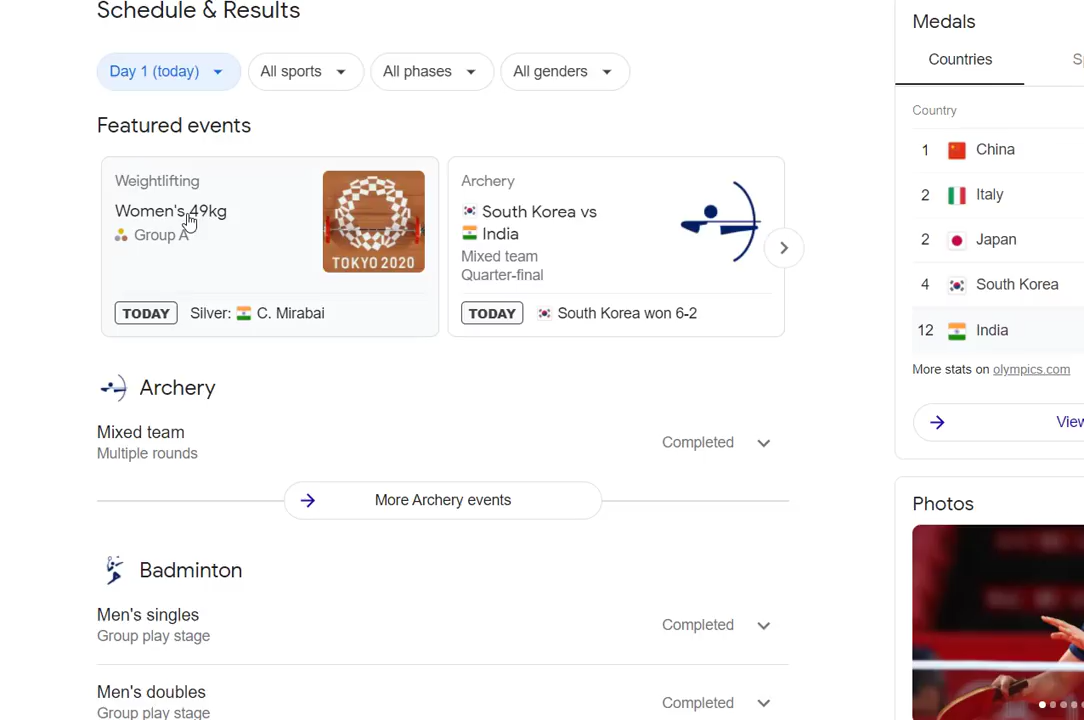 Schedule & Results
Day 1 (today)
All sports
All phases
All genders
Featured events
Weightlifting
Women's 49kg
Group A
TOKYO 2020
TODAY
Silver: C. Mirabai
Archery
South Korea vs
India
Mixed team
Quarter-final
TODAY
South Korea won 6-2
Archery
Mixed team
Multiple rounds
Completed
More Archery events
Badminton
Men's singles
Group play stage
Completed
Men's doubles
Group play stage
Completed
Medals
Countries
Sp
Country
1 China
2 Italy
2 Japan
4 South Korea
12 India
More stats on olympics.com
View
Photos